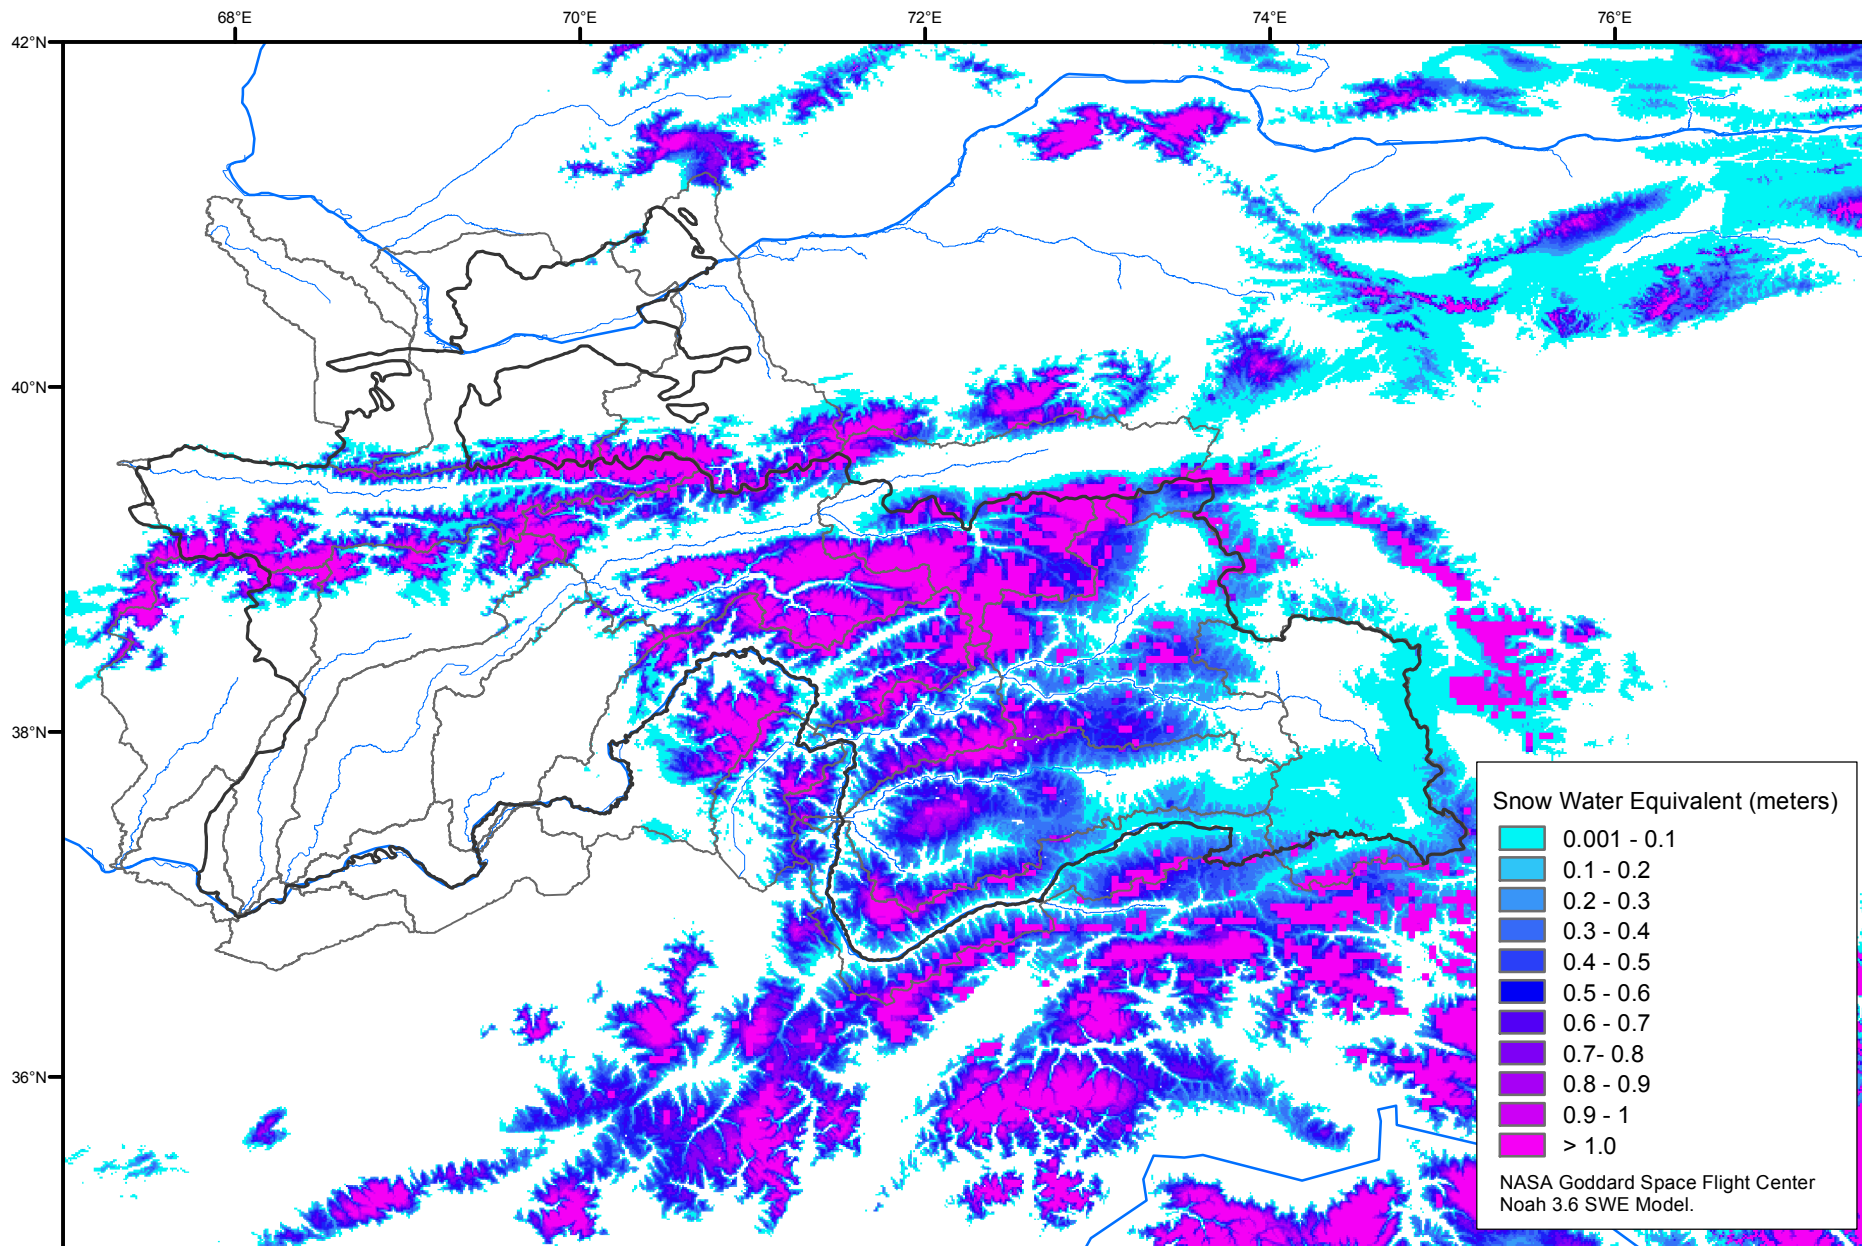 68°E
70°E
72°E
74°E
76°E
42°N
40°N
38°N
36°N
Snow Water Equivalent (meters)
0.001 - 0.1
0.1 - 0.2
0.2 - 0.3
0.3 - 0.4
0.4 - 0.5
0.5 - 0.6
0.6 - 0.7
0.7- 0.8
0.8 - 0.9
0.9 - 1
> 1.0
NASA Goddard Space Flight Center
Noah 3.6 SWE Model.